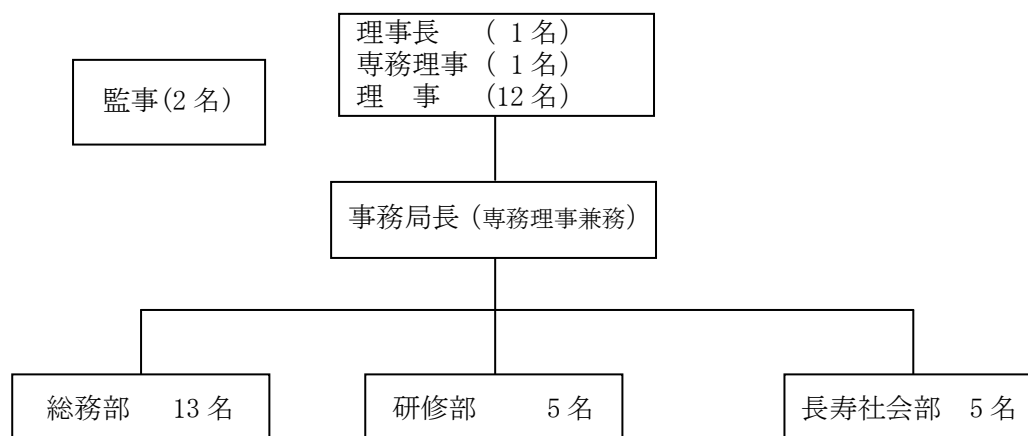 理事長 ( 1名)
専務理事 ( 1名)
理 事 (12名)
監事(2名)
事務局長(専務理事兼務)
総務部 13名
研修部 5名
長寿社会部 5名